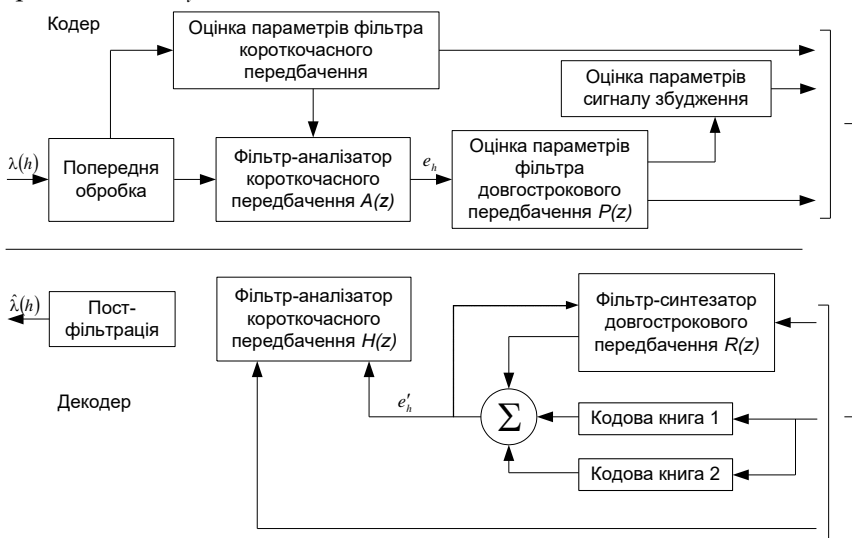 Кодер
Оцінка параметрів фільтра
короткочасного
передбачення
Оцінка параметрів
сигналу збудження
λ(h)
Попередня
обробка
Фільтр-аналізатор
короткочасного
передбачення A(z)
e_h
Оцінка параметрів
фільтра
довгострокового
передбачення P(z)
λ̂(h)
Пост-
фільтрація
Фільтр-аналізатор
короткочасного
передбачення H(z)
Фільтр-синтезатор
довгострокового
передбачення R(z)
Декодер
e′_h
Σ
Кодова книга 1
Кодова книга 2